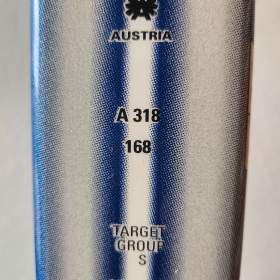 AUSTRIA
A 318
168
TARGET
GROUP
S